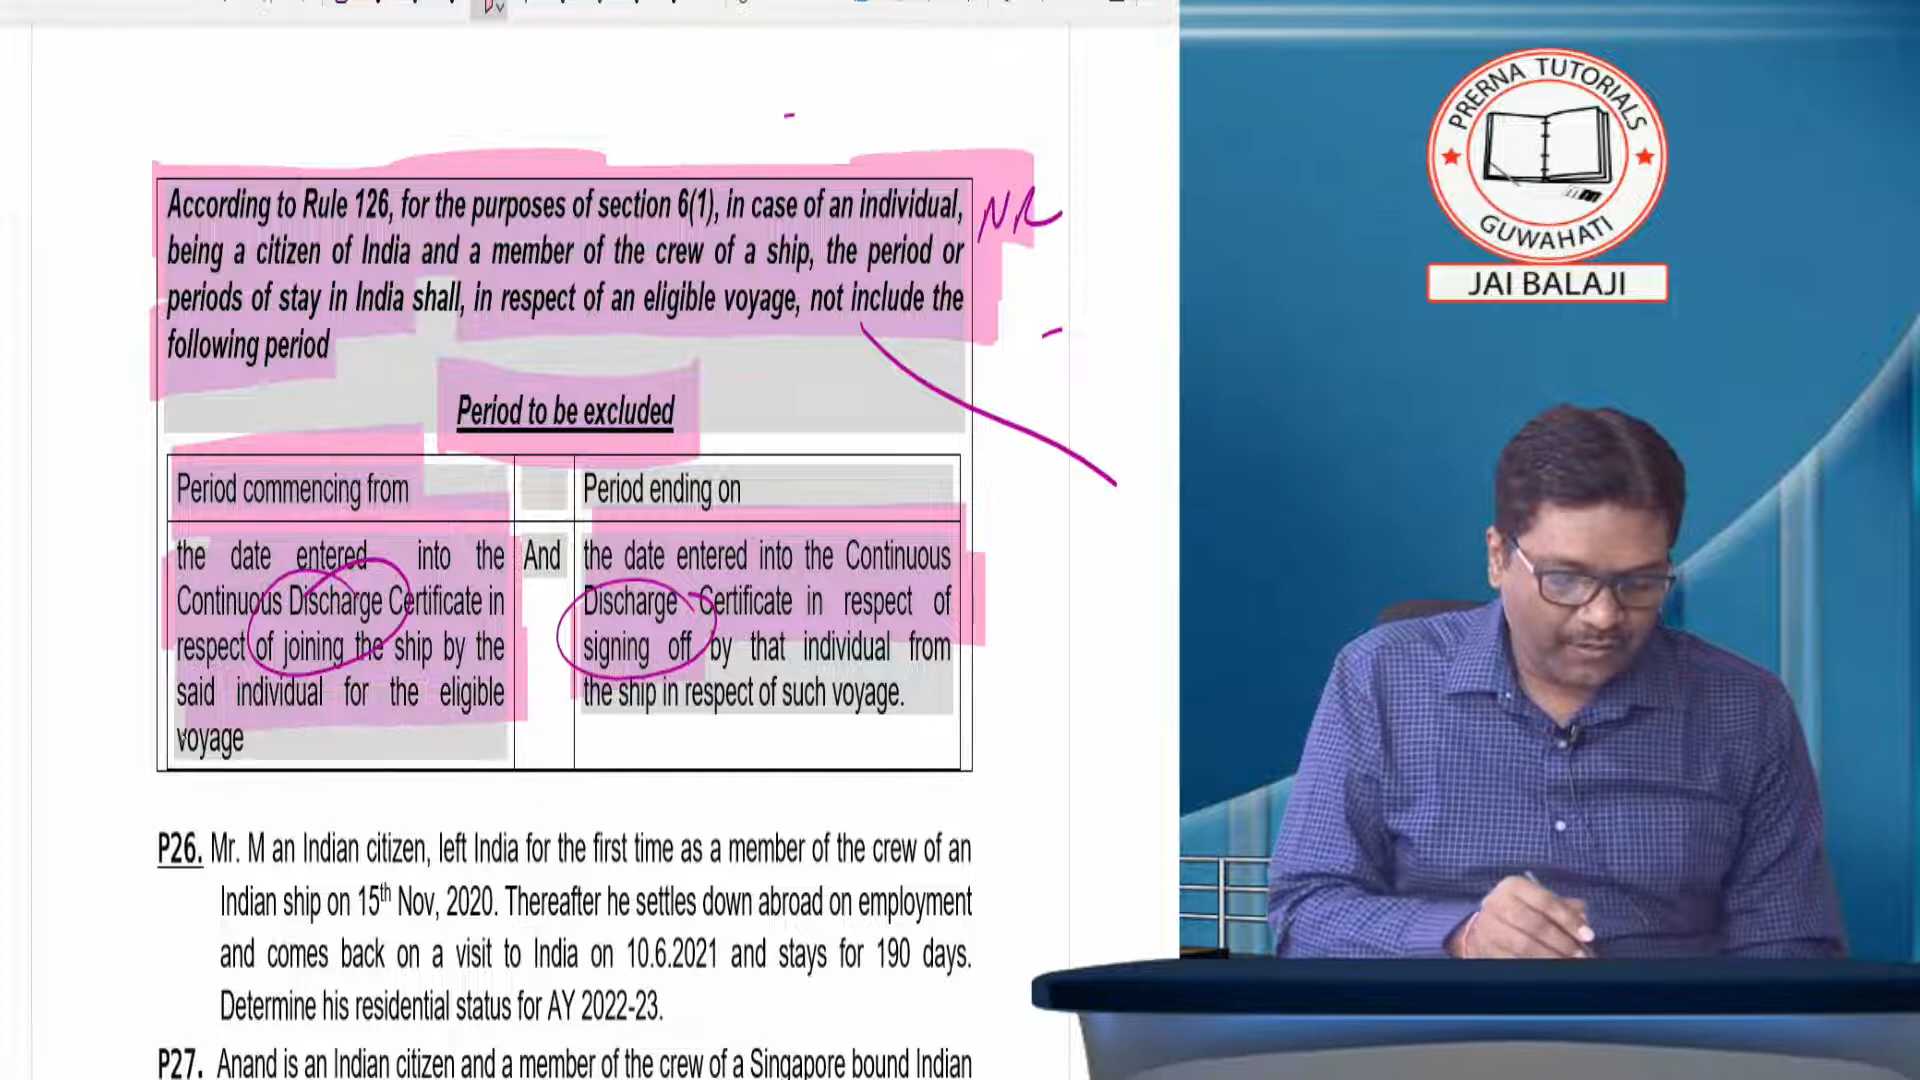 According to Rule 126, for the purposes of section 6(1), in case of an individual,
being a citizen of India and a member of the crew of a ship, the period or
periods of stay in India shall, in respect of an eligible voyage, not include the
following period
NR
Period to be excluded
Period commencing from
Period ending on
the date entered into the
Continuous Discharge Certificate in
respect of joining the ship by the
said individual for the eligible
voyage
And
the date entered into the Continuous
Discharge Certificate in respect of
signing off by that individual from
the ship in respect of such voyage.
P26. Mr. M an Indian citizen, left India for the first time as a member of the crew of an
Indian ship on 15th Nov, 2020. Thereafter he settles down abroad on employment
and comes back on a visit to India on 10.6.2021 and stays for 190 days.
Determine his residential status for AY 2022-23.
P27. Anand is an Indian citizen and a member of the crew of a Singapore bound Indian
PRERNA TUTORIALS
GUWAHATI
JAI BALAJI